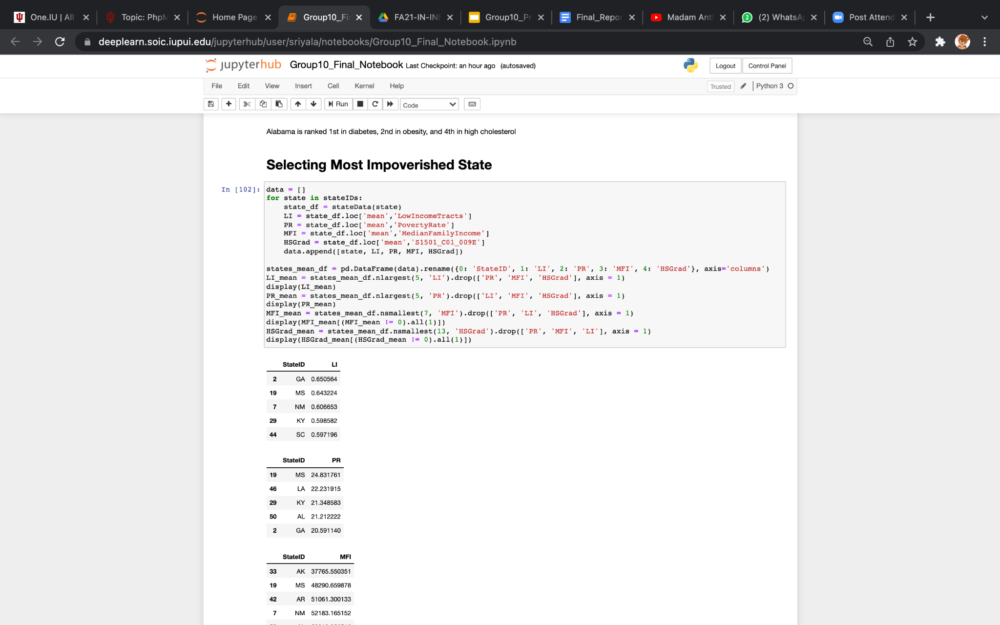 One.IU | All
Topic: PhpM
Home Page
Group10_Fi
FA21-IN-INF
Group10_Pr
Final_Repor
Madam Anth
(2) WhatsAp
Post Attend
deeplearn.soic.iupui.edu/jupyterhub/user/sriyala/notebooks/Group10_Final_Notebook.ipynb
jupyterhub Group10_Final_Notebook Last Checkpoint: an hour ago (autosaved)
Logout
Control Panel
File Edit View Insert Cell Kernel Help
Trusted
Python 3
Run
Code
Alabama is ranked 1st in diabetes, 2nd in obesity, and 4th in high cholesterol
Selecting Most Impoverished State
In [102]:
data = []
for state in stateIDs:
    state_df = stateData(state)
    LI = state_df.loc['mean','LowIncomeTracts']
    PR = state_df.loc['mean','PovertyRate']
    MFI = state_df.loc['mean','MedianFamilyIncome']
    HSGrad = state_df.loc['mean','S1501_C01_009E']
    data.append([state, LI, PR, MFI, HSGrad])
states_mean_df = pd.DataFrame(data).rename({0: 'StateID', 1: 'LI', 2: 'PR', 3: 'MFI', 4: 'HSGrad'}, axis='columns')
LI_mean = states_mean_df.nlargest(5, 'LI').drop(['PR', 'MFI', 'HSGrad'], axis = 1)
display(LI_mean)
PR_mean = states_mean_df.nlargest(5, 'PR').drop(['LI', 'MFI', 'HSGrad'], axis = 1)
display(PR_mean)
MFI_mean = states_mean_df.nsmallest(7, 'MFI').drop(['PR', 'LI', 'HSGrad'], axis = 1)
display(MFI_mean[(MFI_mean != 0).all(1)])
HSGrad_mean = states_mean_df.nsmallest(13, 'HSGrad').drop(['PR', 'MFI', 'LI'], axis = 1)
display(HSGrad_mean[(HSGrad_mean != 0).all(1)])
StateID LI
2 GA 0.650564
19 MS 0.643224
7 NM 0.606653
29 KY 0.598582
44 SC 0.597196
StateID PR
19 MS 24.831761
46 LA 22.231915
29 KY 21.348583
50 AL 21.212222
2 GA 20.591140
StateID MFI
33 AK 37765.550351
19 MS 48290.659878
42 AR 51061.300133
7 NM 52183.165152